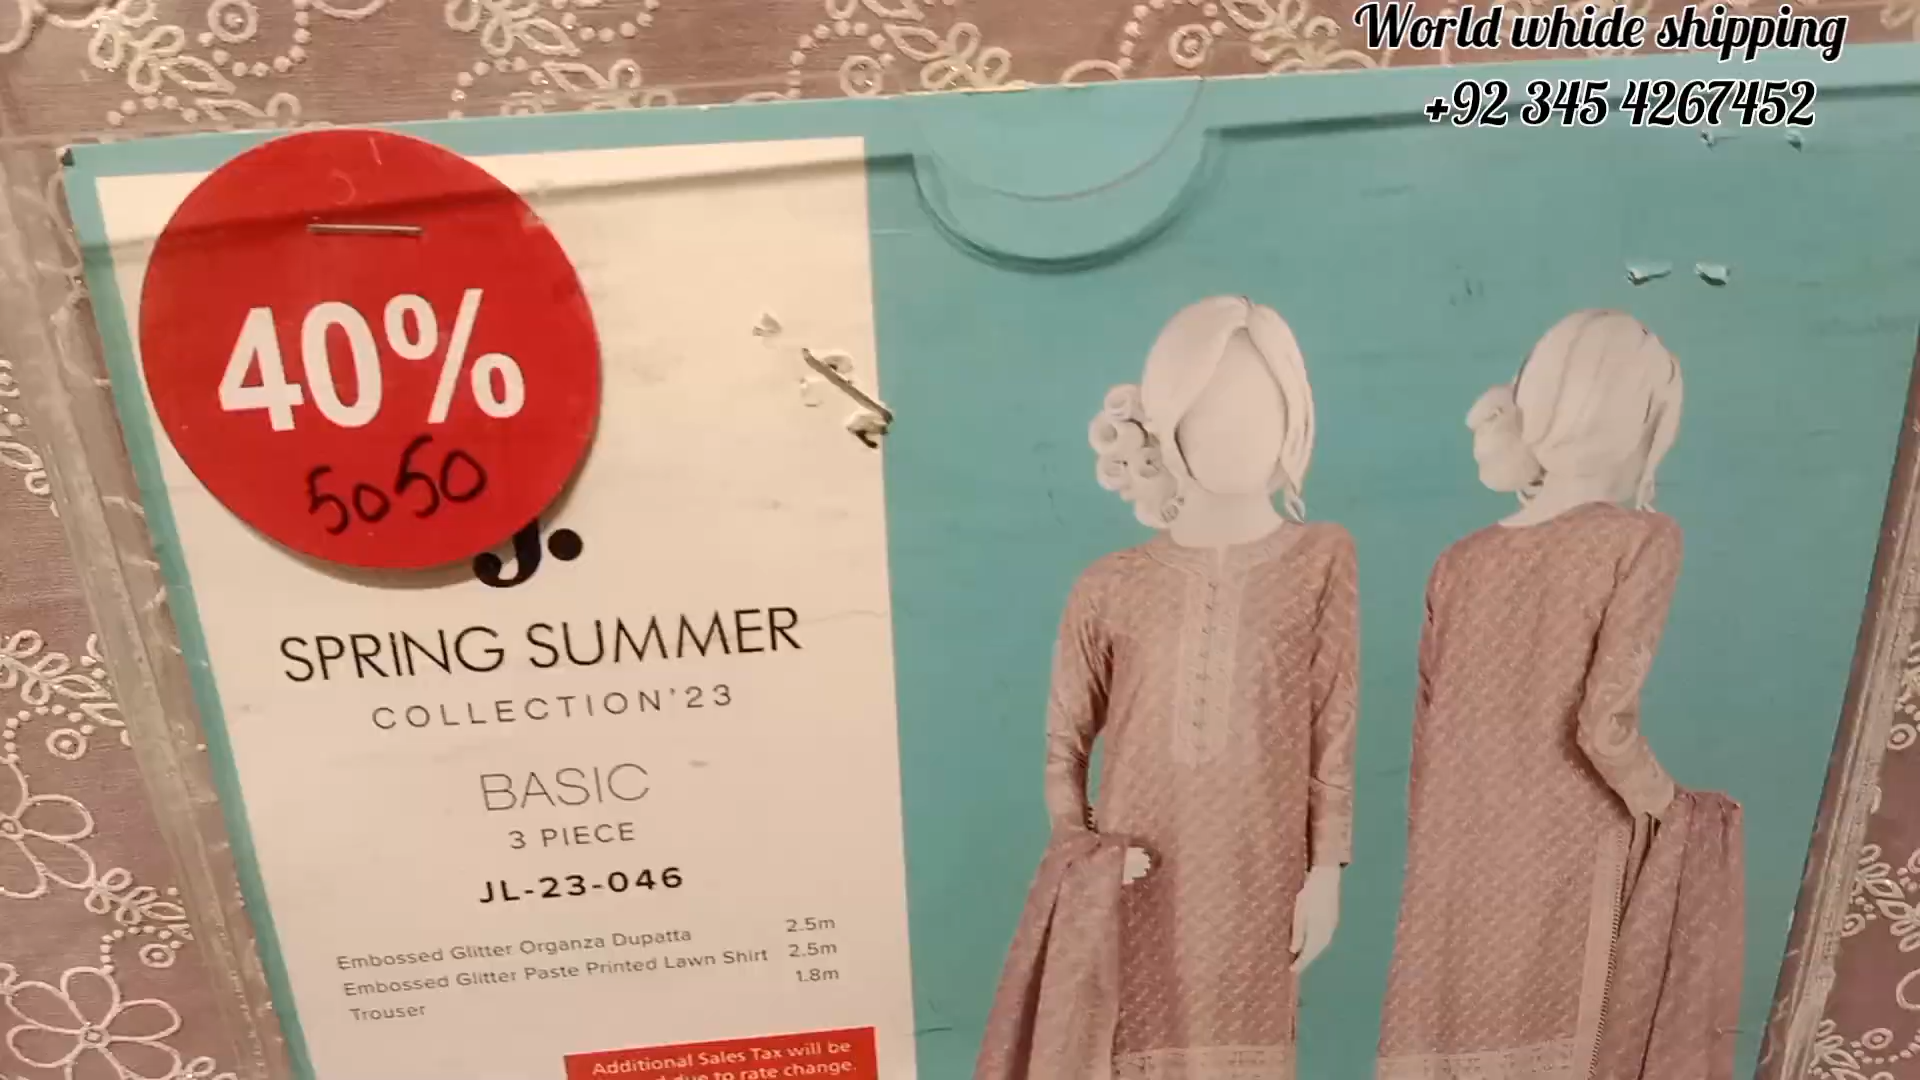 World whide shipping
+92 345 4267452
40%
5050
J.
SPRING SUMMER
COLLECTION'23
BASIC
3 PIECE
JL-23-046
Embossed Glitter Organza Dupatta 2.5m
Embossed Glitter Paste Printed Lawn Shirt 2.5m
Trouser 1.8m
Additional Sales Tax will be
due to rate change.